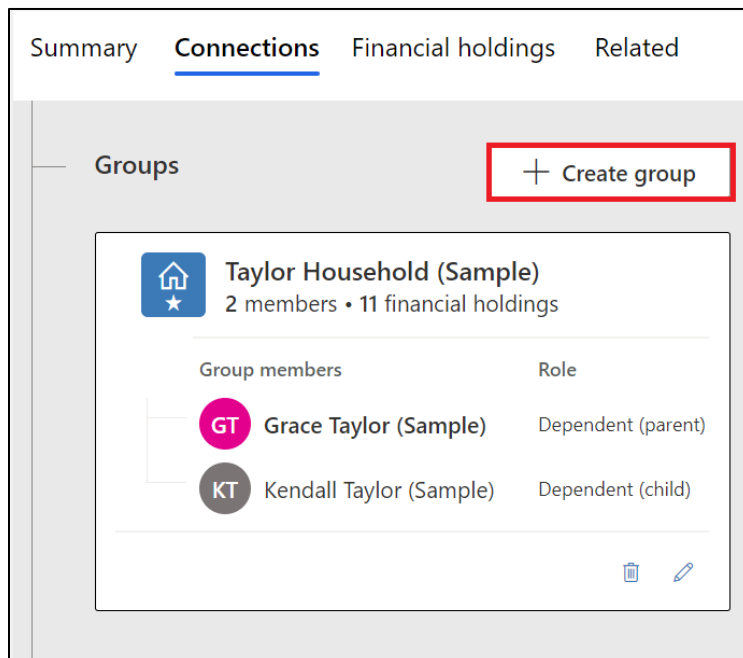 Summary Connections Financial holdings Related
Groups + Create group
Taylor Household (Sample)
2 members • 11 financial holdings
Group members Role
GT Grace Taylor (Sample) Dependent (parent)
KT Kendall Taylor (Sample) Dependent (child)